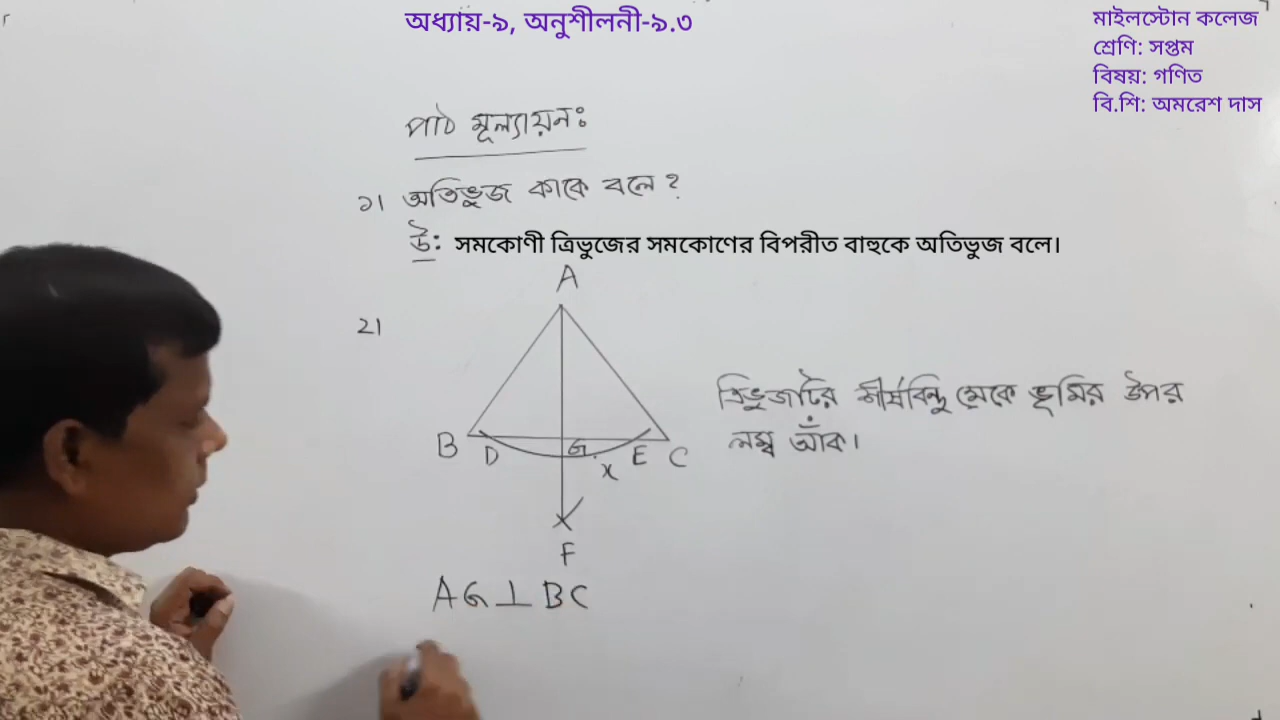 অধ্যায়-৯, অনুশীলনী-৯.৩
মাইলস্টোন কলেজ
শ্রেণি: সপ্তম
বিষয়: গণিত
বি.শি: অমরেশ দাস
পাঠ মূল্যায়নঃ
১। অতিভুজ কাকে বলে ?
উ: সমকোণী ত্রিভুজের সমকোণের বিপরীত বাহুকে অতিভুজ বলে।
২।
A
B D G E C
x
F
ত্রিভুজটির শীর্ষবিন্দু থেকে ভূমির উপর
লম্ব আঁক।
AG⊥BC